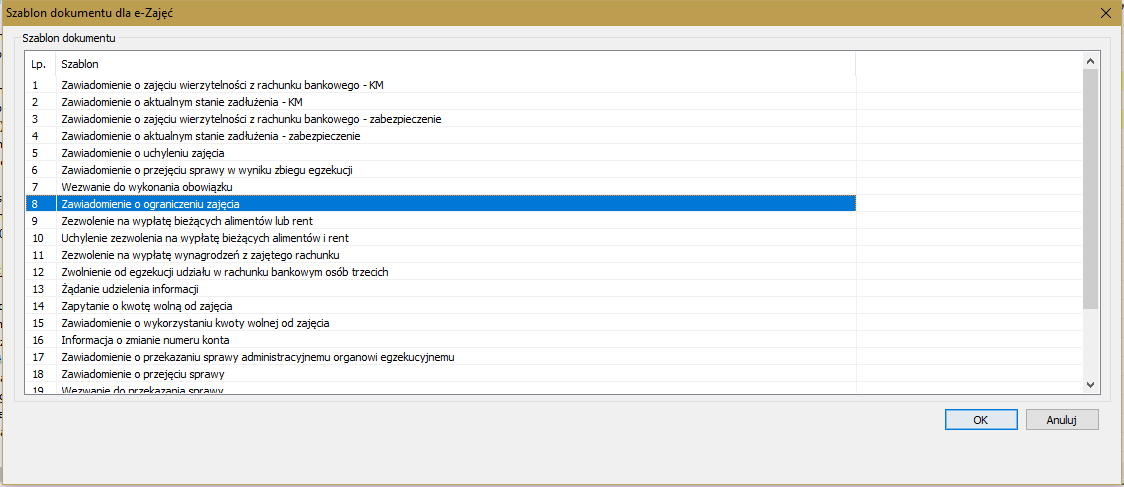 Szablon dokumentu dla e-Zajęć
Szablon dokumentu
Lp. Szablon
1 Zawiadomienie o zajęciu wierzytelności z rachunku bankowego - KM
2 Zawiadomienie o aktualnym stanie zadłużenia - KM
3 Zawiadomienie o zajęciu wierzytelności z rachunku bankowego - zabezpieczenie
4 Zawiadomienie o aktualnym stanie zadłużenia - zabezpieczenie
5 Zawiadomienie o uchyleniu zajęcia
6 Zawiadomienie o przejęciu sprawy w wyniku zbiegu egzekucji
7 Wezwanie do wykonania obowiązku
8 Zawiadomienie o ograniczeniu zajęcia
9 Zezwolenie na wypłatę bieżących alimentów lub rent
10 Uchylenie zezwolenia na wypłatę bieżących alimentów i rent
11 Zezwolenie na wypłatę wynagrodzeń z zajętego rachunku
12 Zwolnienie od egzekucji udziału w rachunku bankowym osób trzecich
13 Żądanie udzielenia informacji
14 Zapytanie o kwotę wolną od zajęcia
15 Zawiadomienie o wykorzystaniu kwoty wolnej od zajęcia
16 Informacja o zmianie numeru konta
17 Zawiadomienie o przekazaniu sprawy administracyjnemu organowi egzekucyjnemu
18 Zawiadomienie o przejęciu sprawy
19 Wezwanie do przekazania sprawy
OK Anuluj